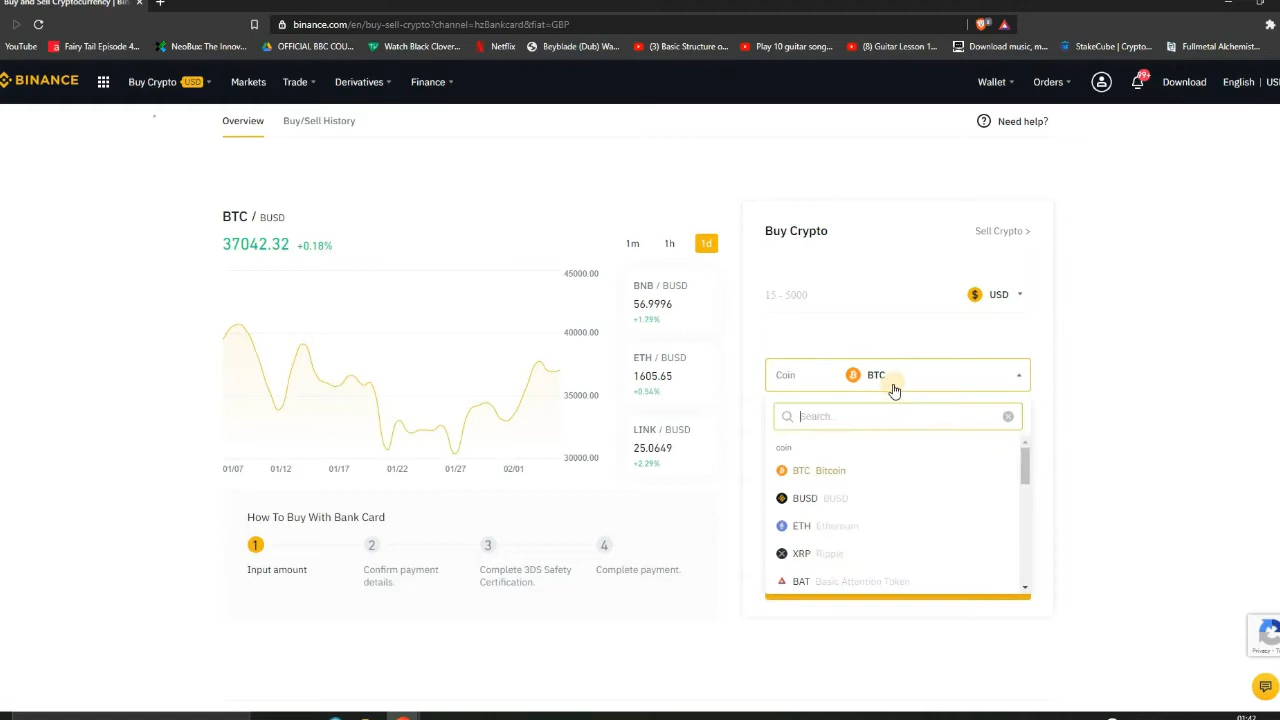 Buy and Sell Cryptocurrency | Bin
binance.com/en/buy-sell-crypto?channel=hzBankcard&fiat=GBP
YouTube Fairy Tail Episode 4... NeoBux: The Innov... OFFICIAL BBC COU... Watch Black Clover... Netflix Beyblade (Dub) Wa... (3) Basic Structure o... Play 10 guitar song... (8) Guitar Lesson 1... Download music, m... StakeCube | Crypto... Fullmetal Alchemist...
BINANCE Buy Crypto USD Markets Trade Derivatives Finance Wallet Orders 99+ Download English US
Overview Buy/Sell History Need help?
BTC / BUSD
37042.32 +0.18%
1m 1h 1d
45000.00
40000.00
35000.00
30000.00
01/07 01/12 01/17 01/22 01/27 02/01
BNB / BUSD
56.9996
+1.29%
ETH / BUSD
1605.65
+0.54%
LINK / BUSD
25.0649
+2.29%
How To Buy With Bank Card
1 2 3 4
Input amount
Confirm payment
details.
Complete 3DS Safety
Certification.
Complete payment.
Buy Crypto Sell Crypto >
15 - 5000 $ USD
Coin BTC
Search...
coin
BTC Bitcoin
BUSD BUSD
ETH Ethereum
XRP Ripple
BAT Basic Attention Token
01:42